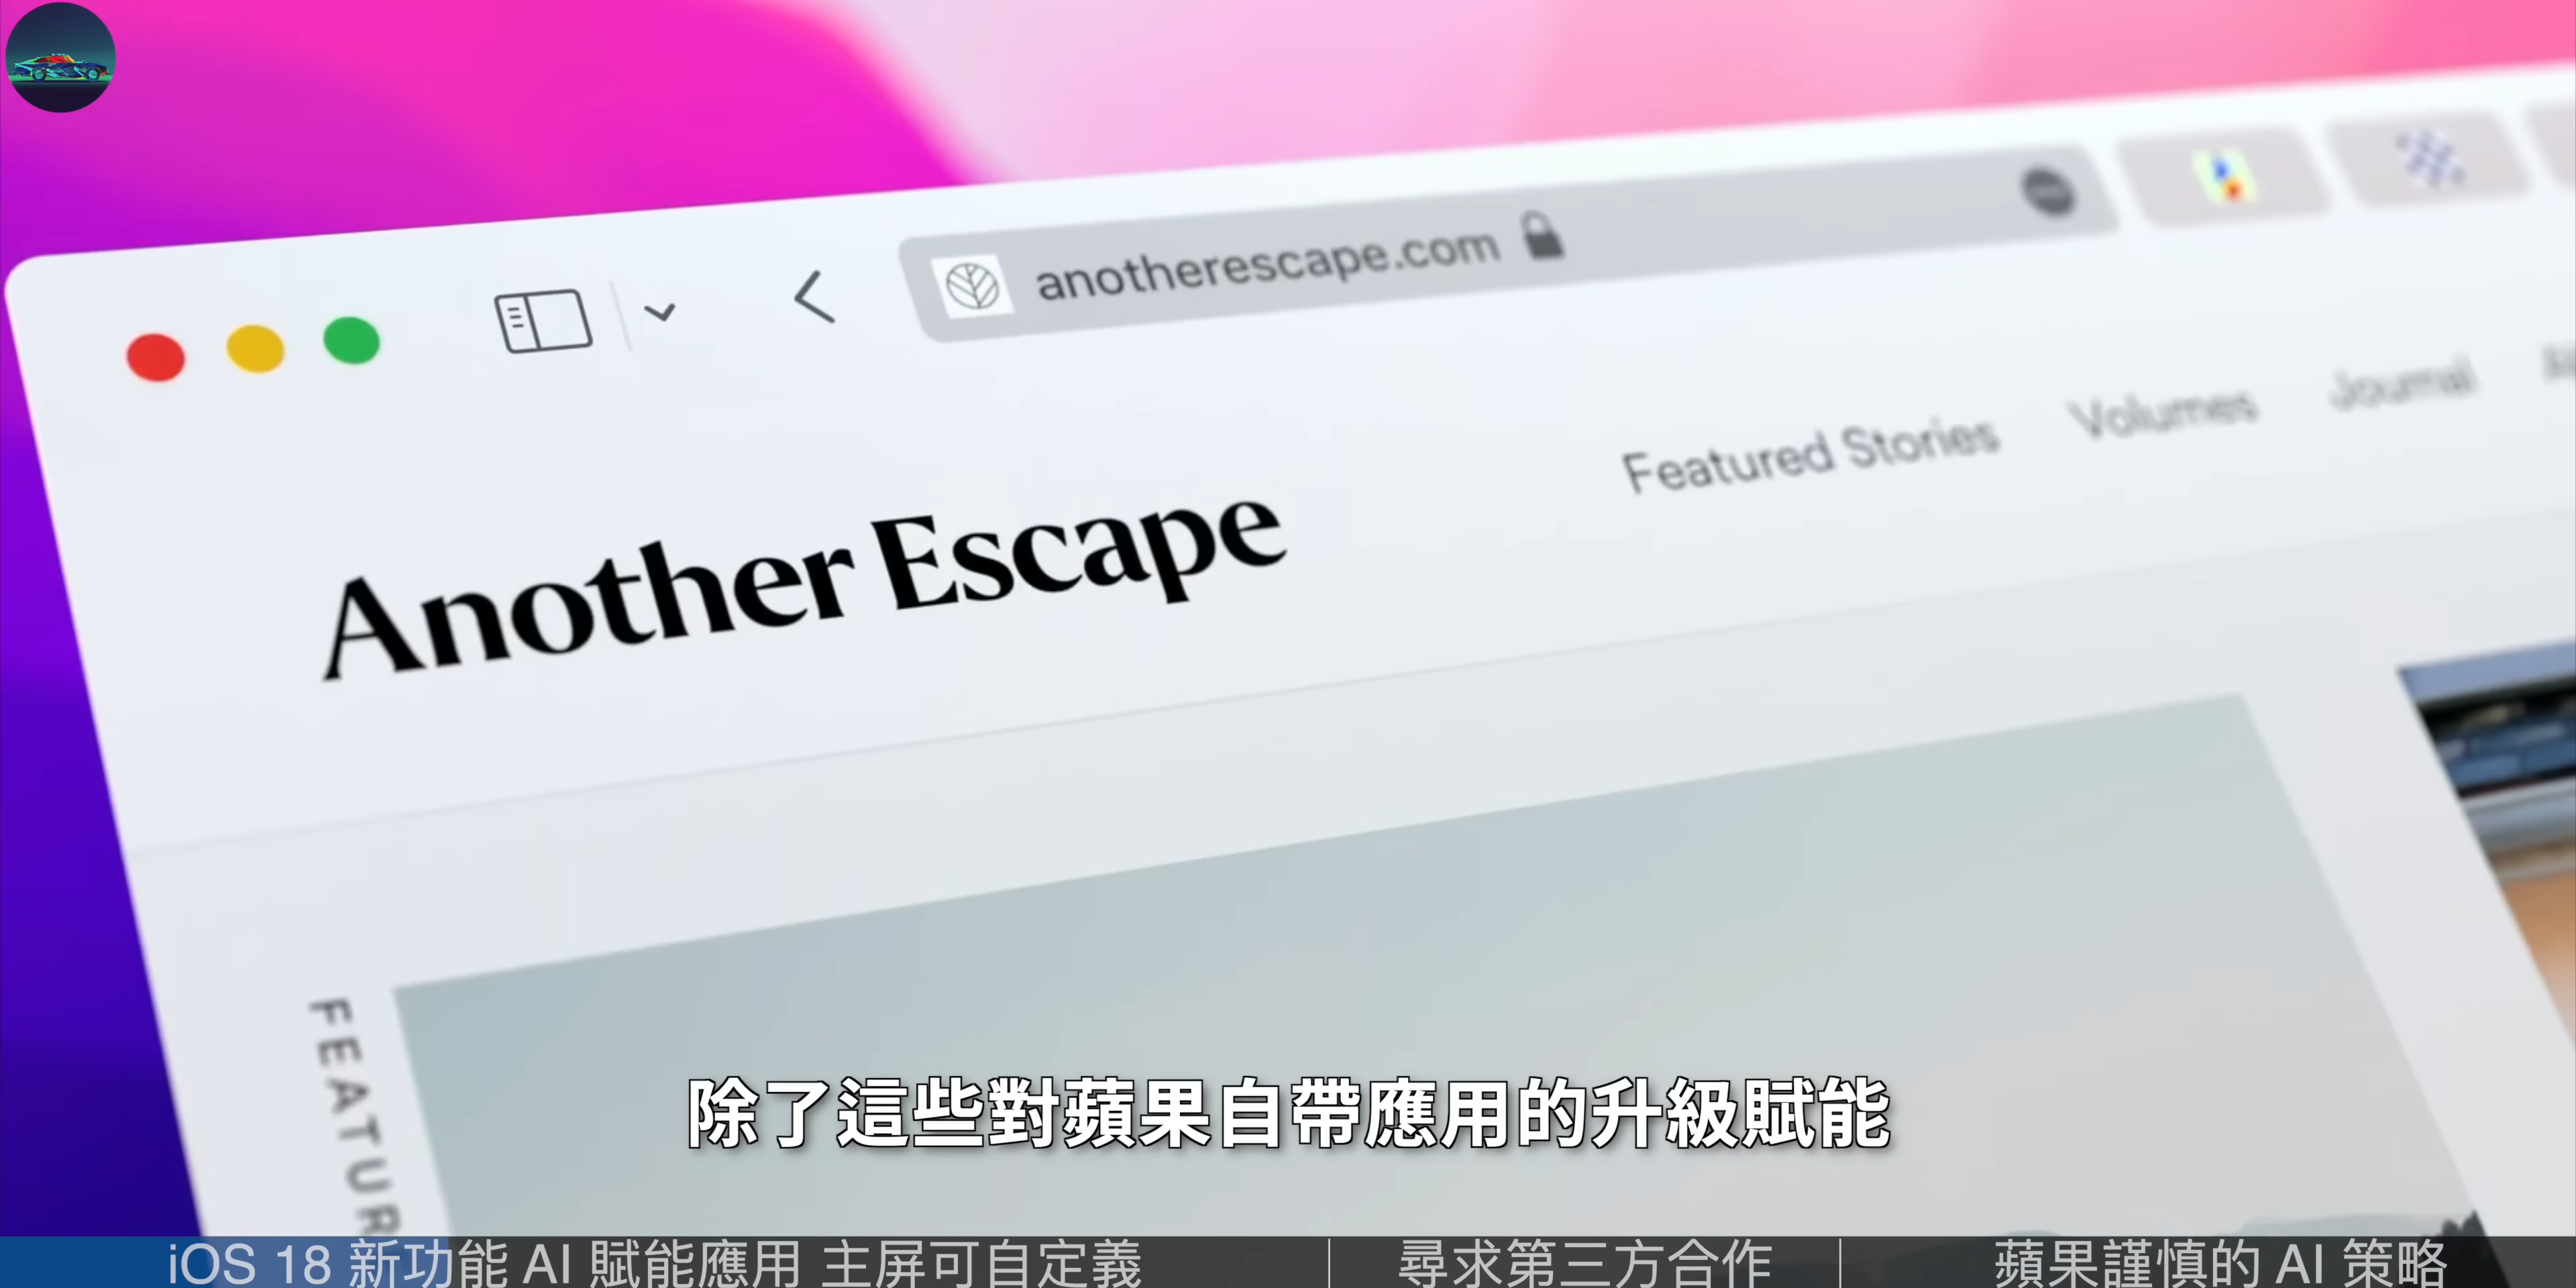 anotherescape.com
Another Escape
Featured Stories
Volumes
Journal
FEATUR
除了這些對蘋果自帶應用的升級賦能
iOS 18 新功能 AI 賦能應用 主屏可自定義
尋求第三方合作
蘋果謹慎的 AI 策略